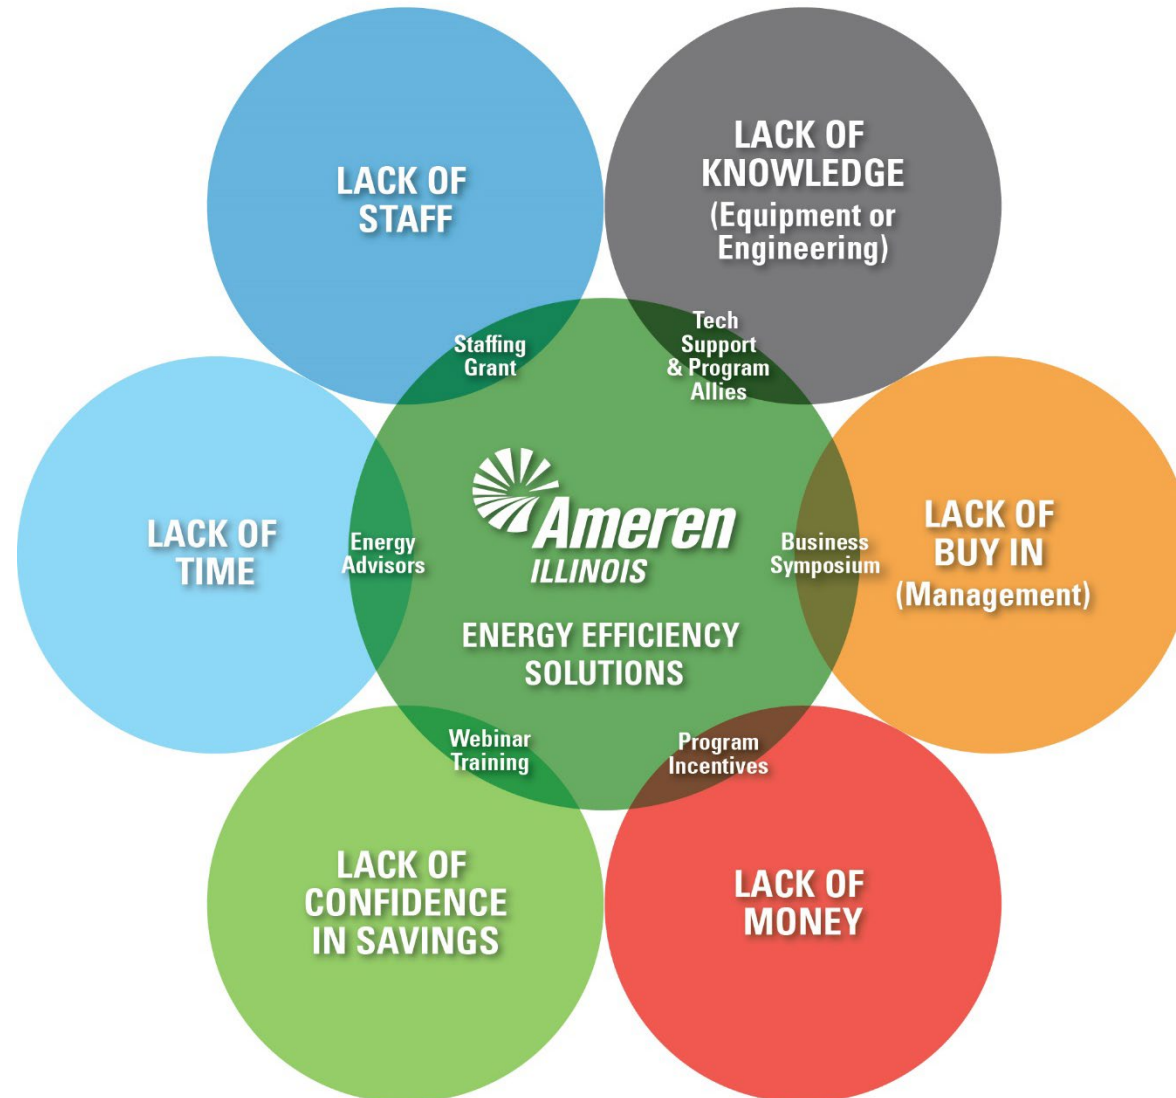 LACK OF
STAFF
LACK OF
KNOWLEDGE
(Equipment or
Engineering)
Staffing
Grant
Tech
Support
& Program
Allies
LACK OF
TIME
Energy
Advisors
Ameren
ILLINOIS
ENERGY EFFICIENCY
SOLUTIONS
Business
Symposium
LACK OF
BUY IN
(Management)
Webinar
Training
Program
Incentives
LACK OF
CONFIDENCE
IN SAVINGS
LACK OF
MONEY